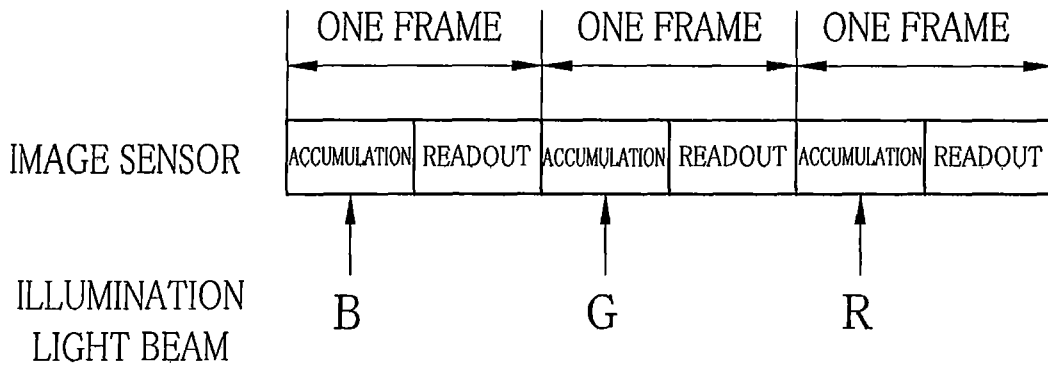 ONE FRAME ONE FRAME ONE FRAME
IMAGE SENSOR ACCUMULATION READOUT ACCUMULATION READOUT ACCUMULATION READOUT
ILLUMINATION
LIGHT BEAM
B G R